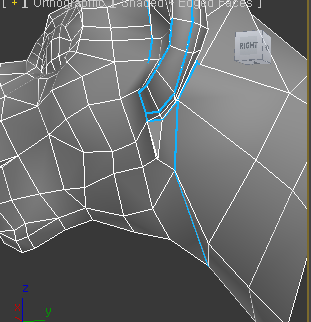 [ + ] Orthographic [ Shaded + Edged Faces ]
RIGHT
z
y